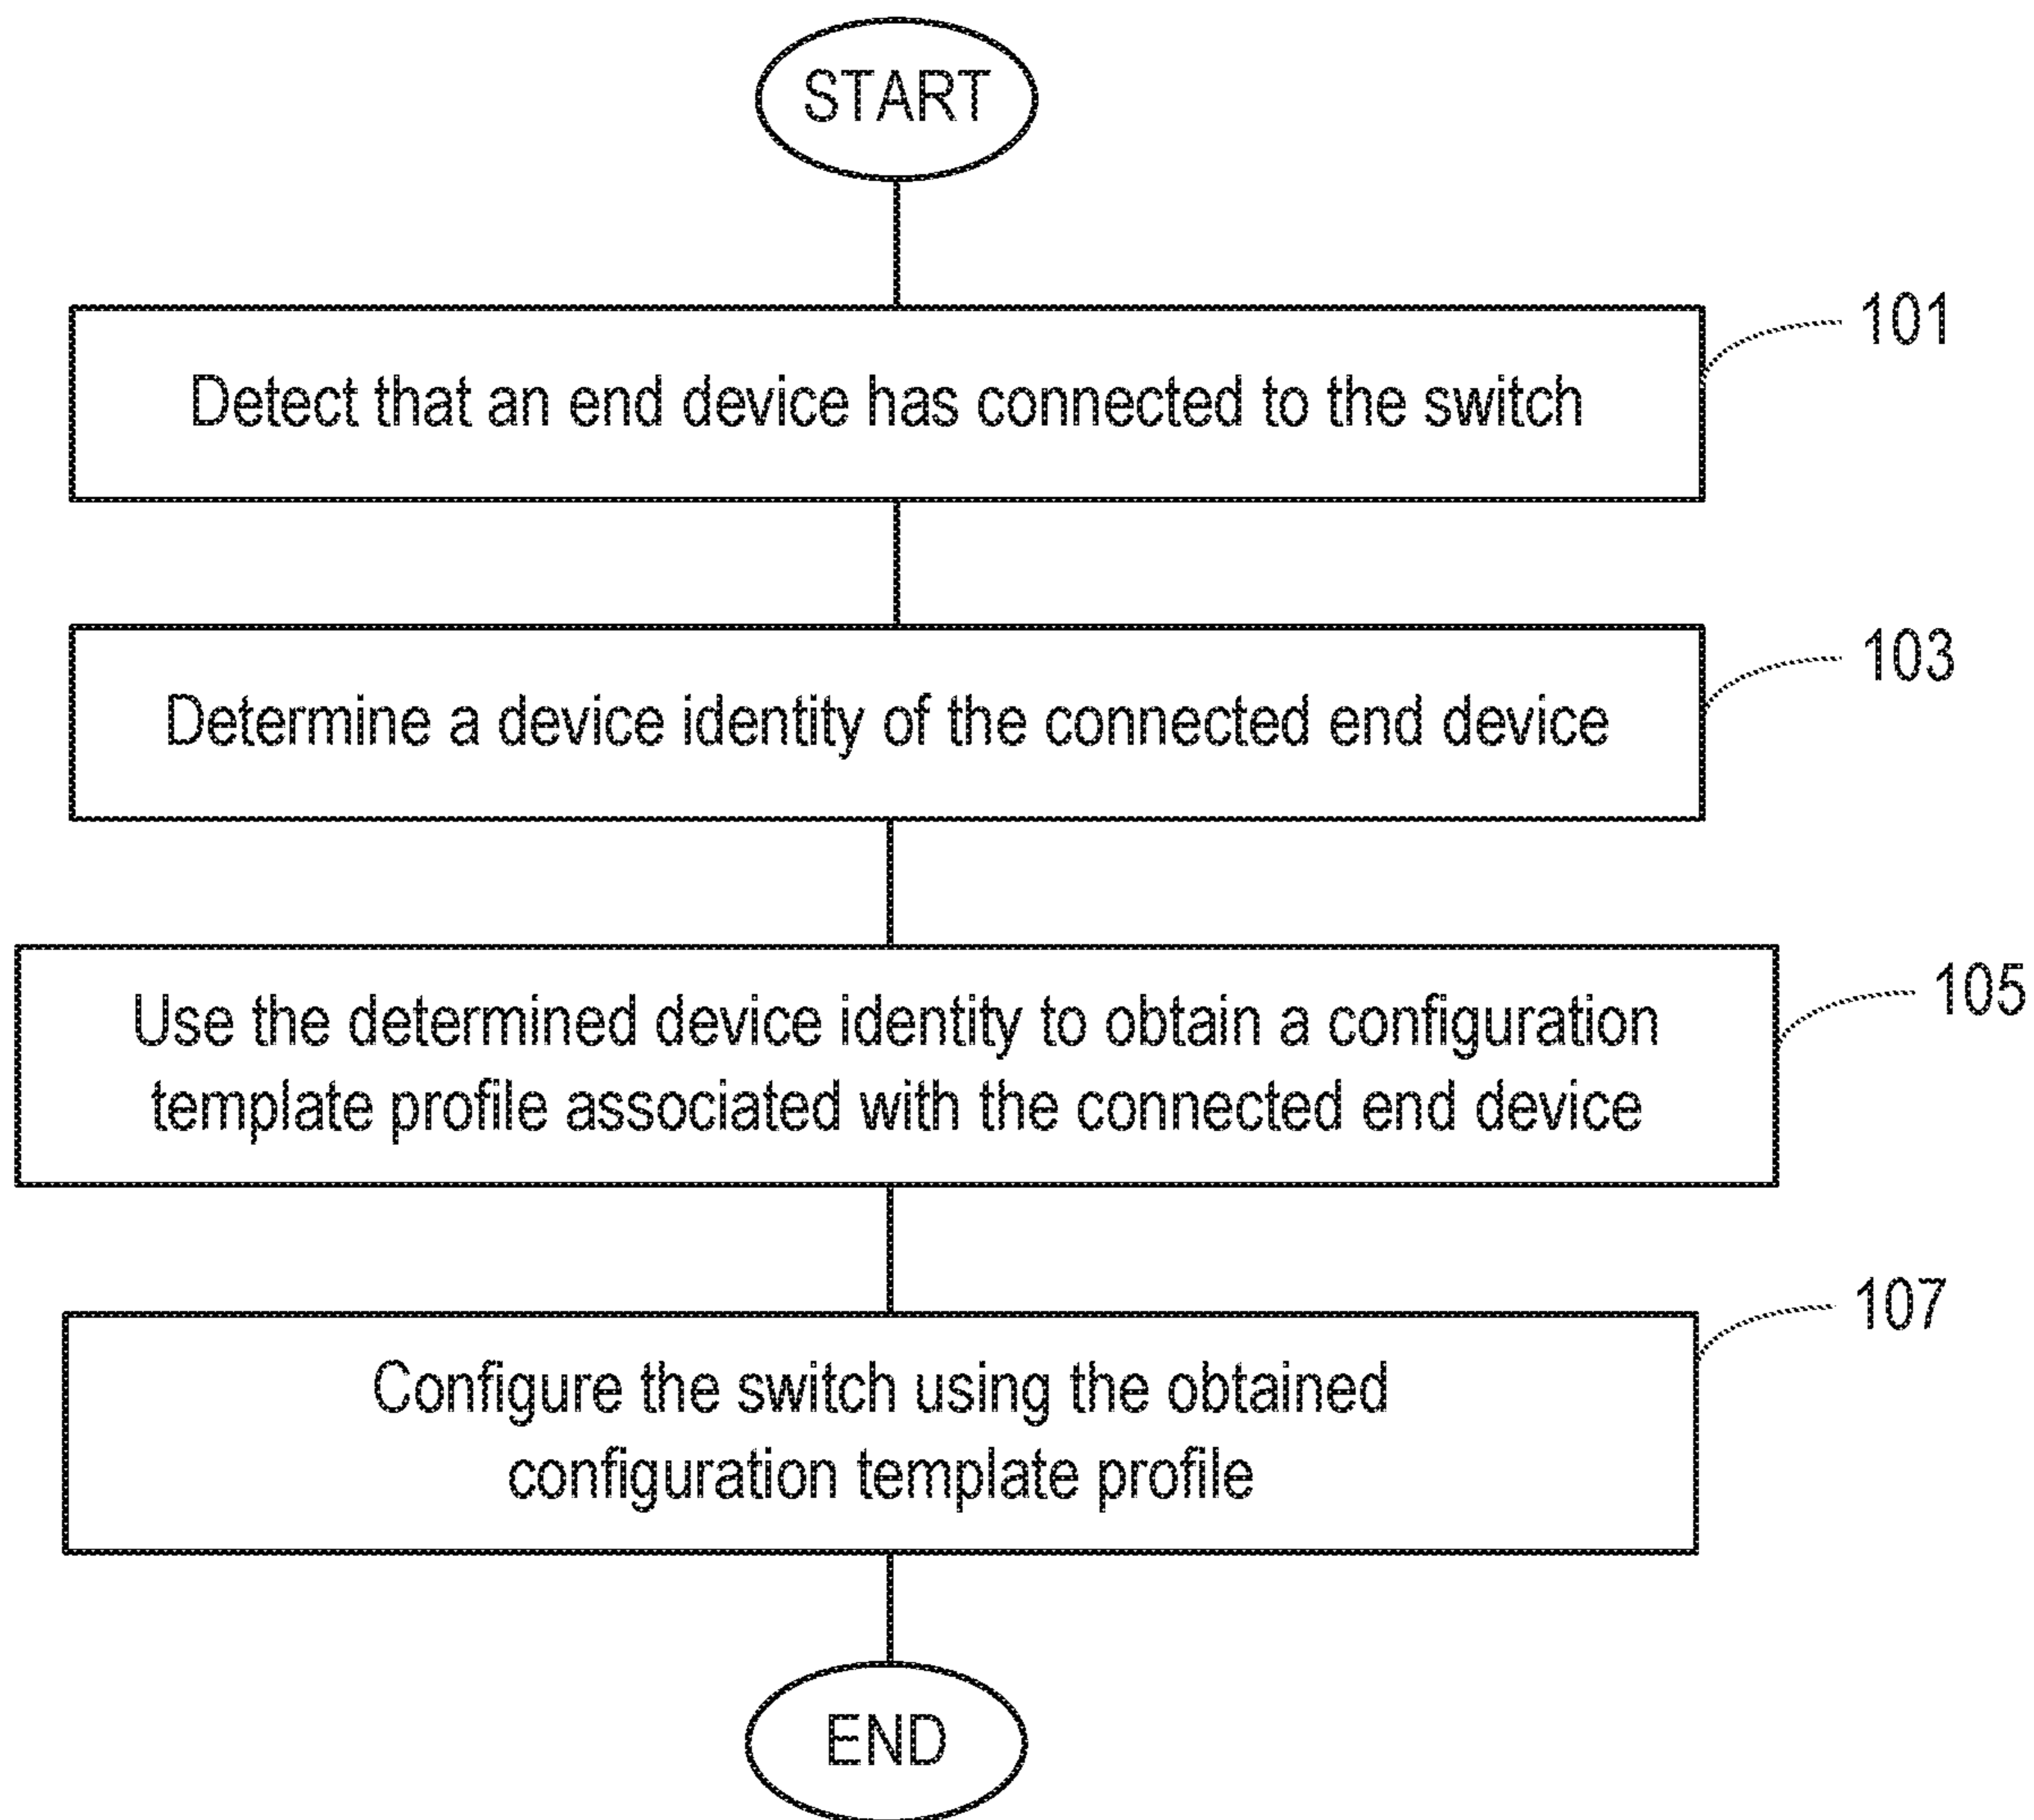 START
101
Detect that an end device has connected to the switch
103
Determine a device identity of the connected end device
105
Use the determined device identity to obtain a configuration
template profile associated with the connected end device
107
Configure the switch using the obtained
configuration template profile
END